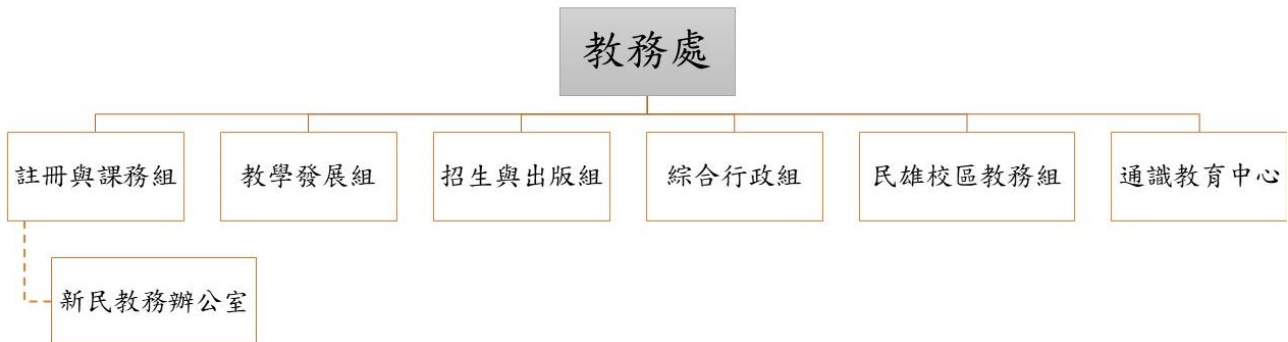 教務處
註冊與課務組
教學發展組
招生與出版組
綜合行政組
民雄校區教務組
通識教育中心
新民教務辦公室